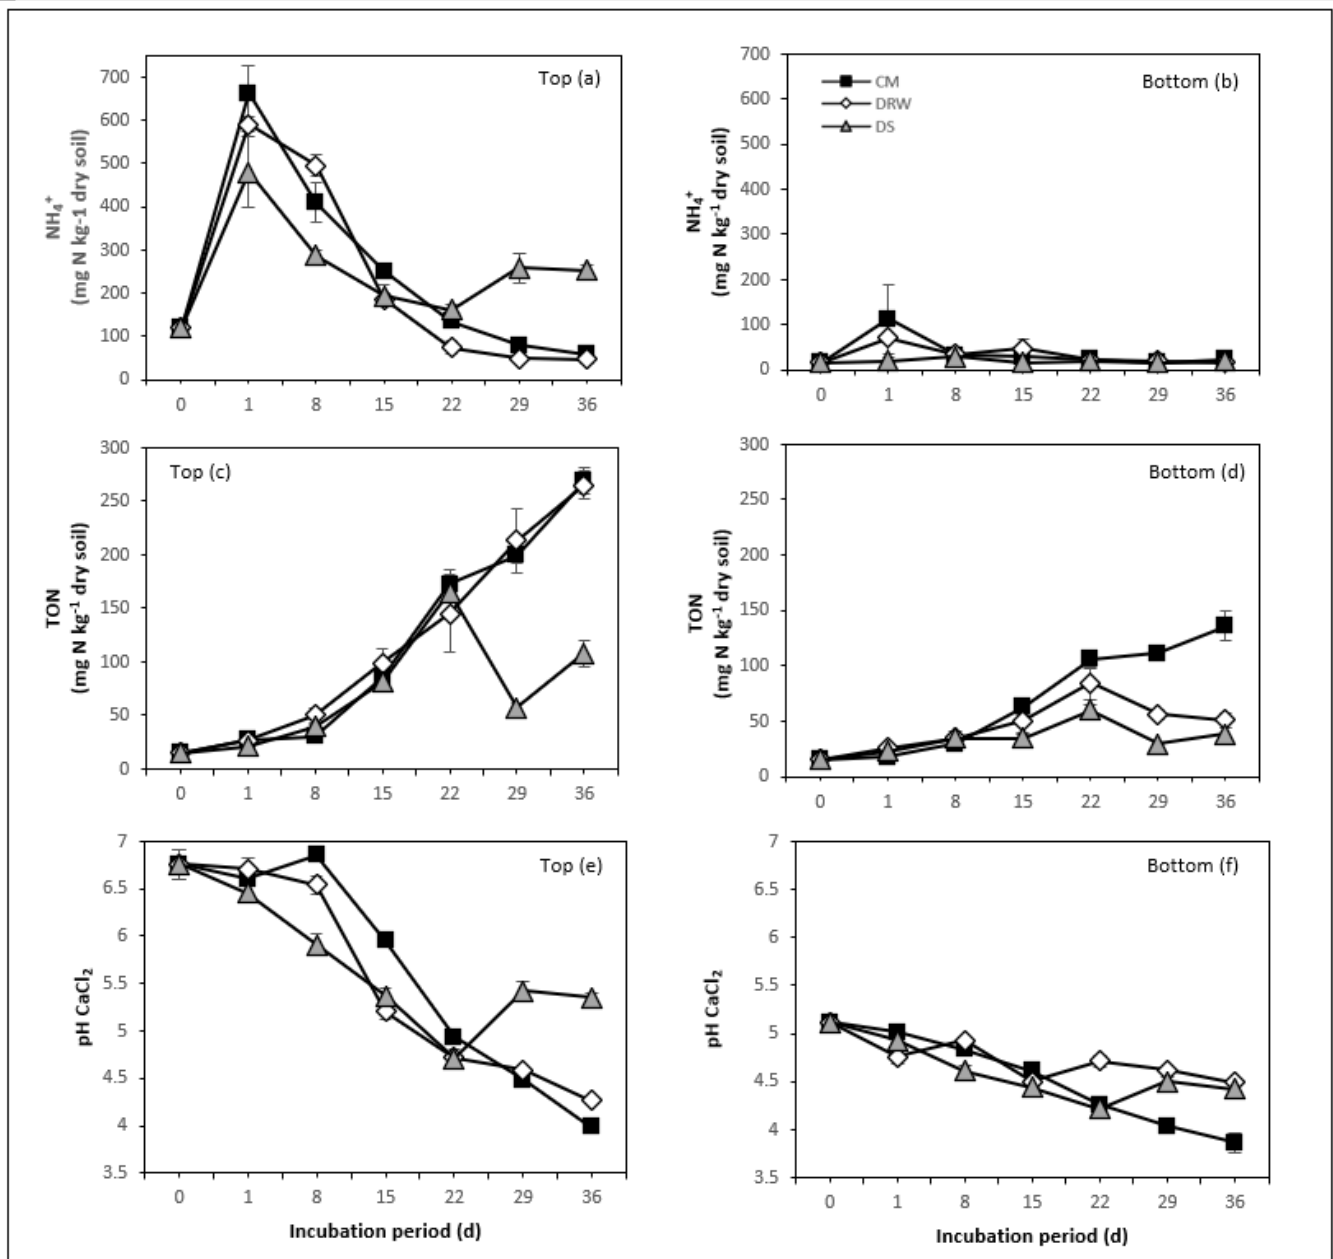 Top (a)
NH₄⁺
(mg N kg-1 dry soil)
700
600
500
400
300
200
100
0
0 1 8 15 22 29 36
Bottom (b)
CM
DRW
DS
NH₄⁺
(mg N kg⁻¹ dry soil)
700
600
500
400
300
200
100
0
0 1 8 15 22 29 36
Top (c)
TON
(mg N kg⁻¹ dry soil)
300
250
200
150
100
50
0
0 1 8 15 22 29 36
Bottom (d)
TON
(mg N kg⁻¹ dry soil)
300
250
200
150
100
50
0
0 1 8 15 22 29 36
Top (e)
pH CaCl₂
7
6.5
6
5.5
5
4.5
4
3.5
0 1 8 15 22 29 36
Incubation period (d)
Bottom (f)
pH CaCl₂
7
6.5
6
5.5
5
4.5
4
3.5
0 1 8 15 22 29 36
Incubation period (d)